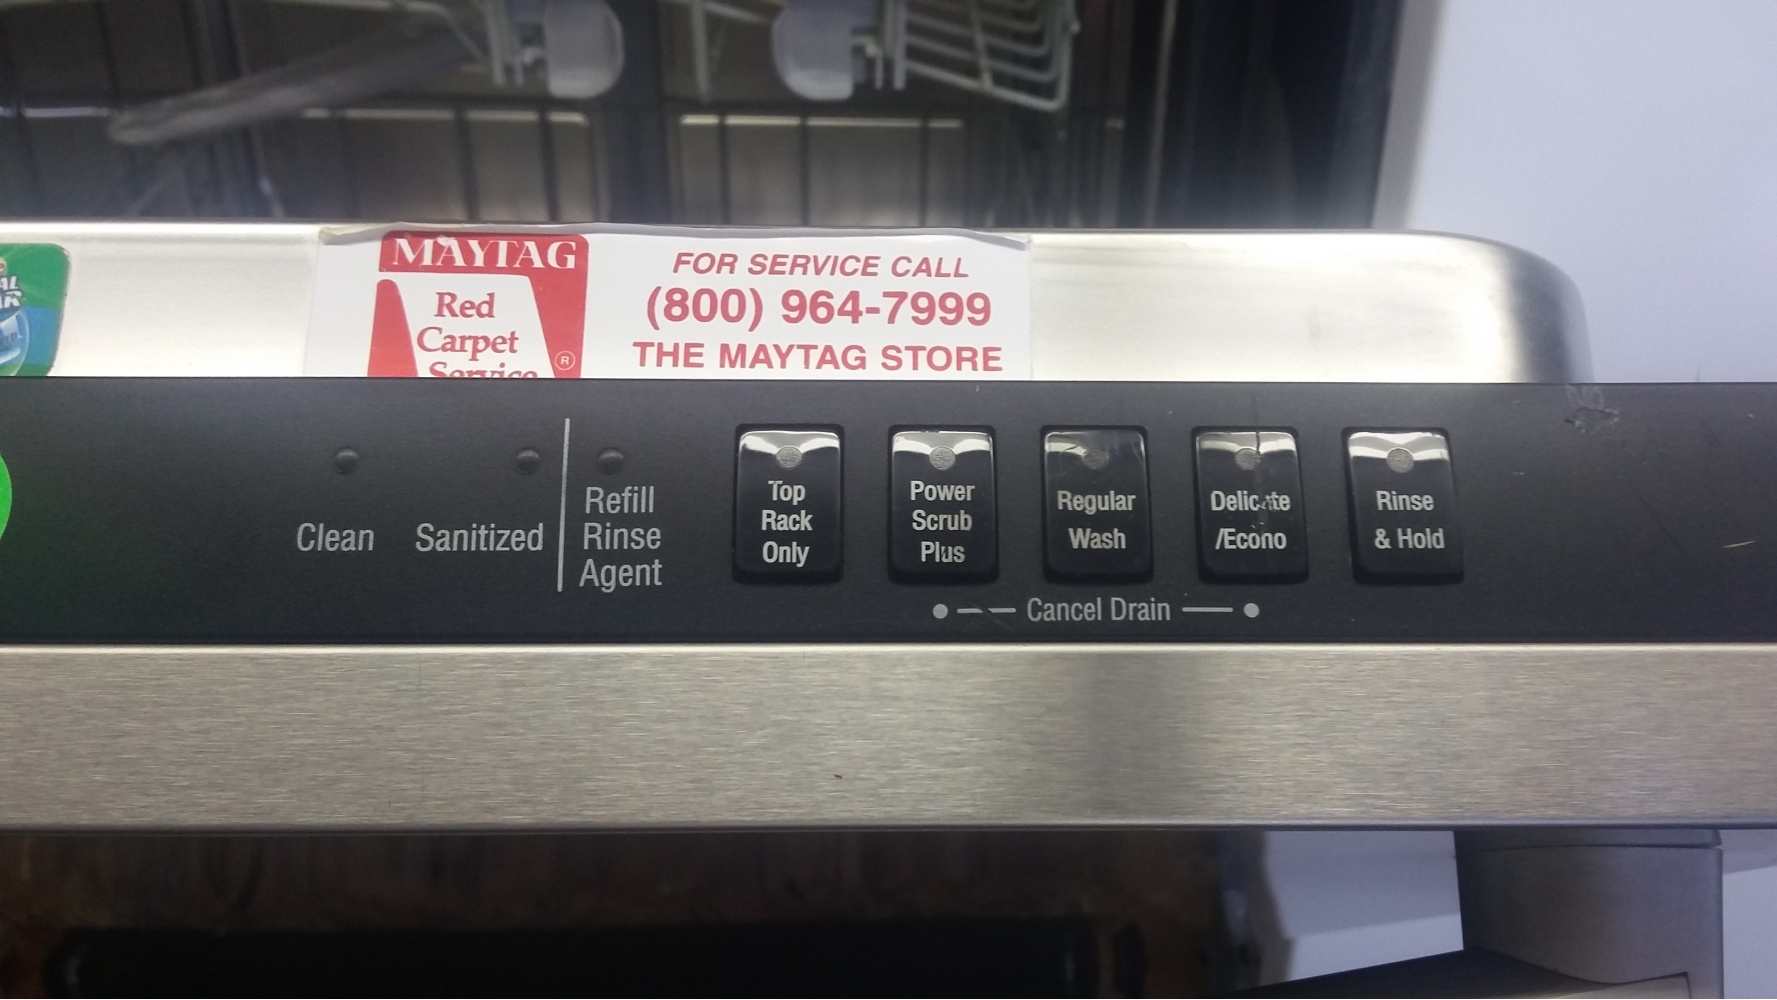 MAYTAG
Red
Carpet
Service
®
FOR SERVICE CALL
(800) 964-7999
THE MAYTAG STORE
Clean
Sanitized
Refill
Rinse
Agent
Top
Rack
Only
Power
Scrub
Plus
Regular
Wash
Delicate
/Econo
Rinse
& Hold
Cancel Drain